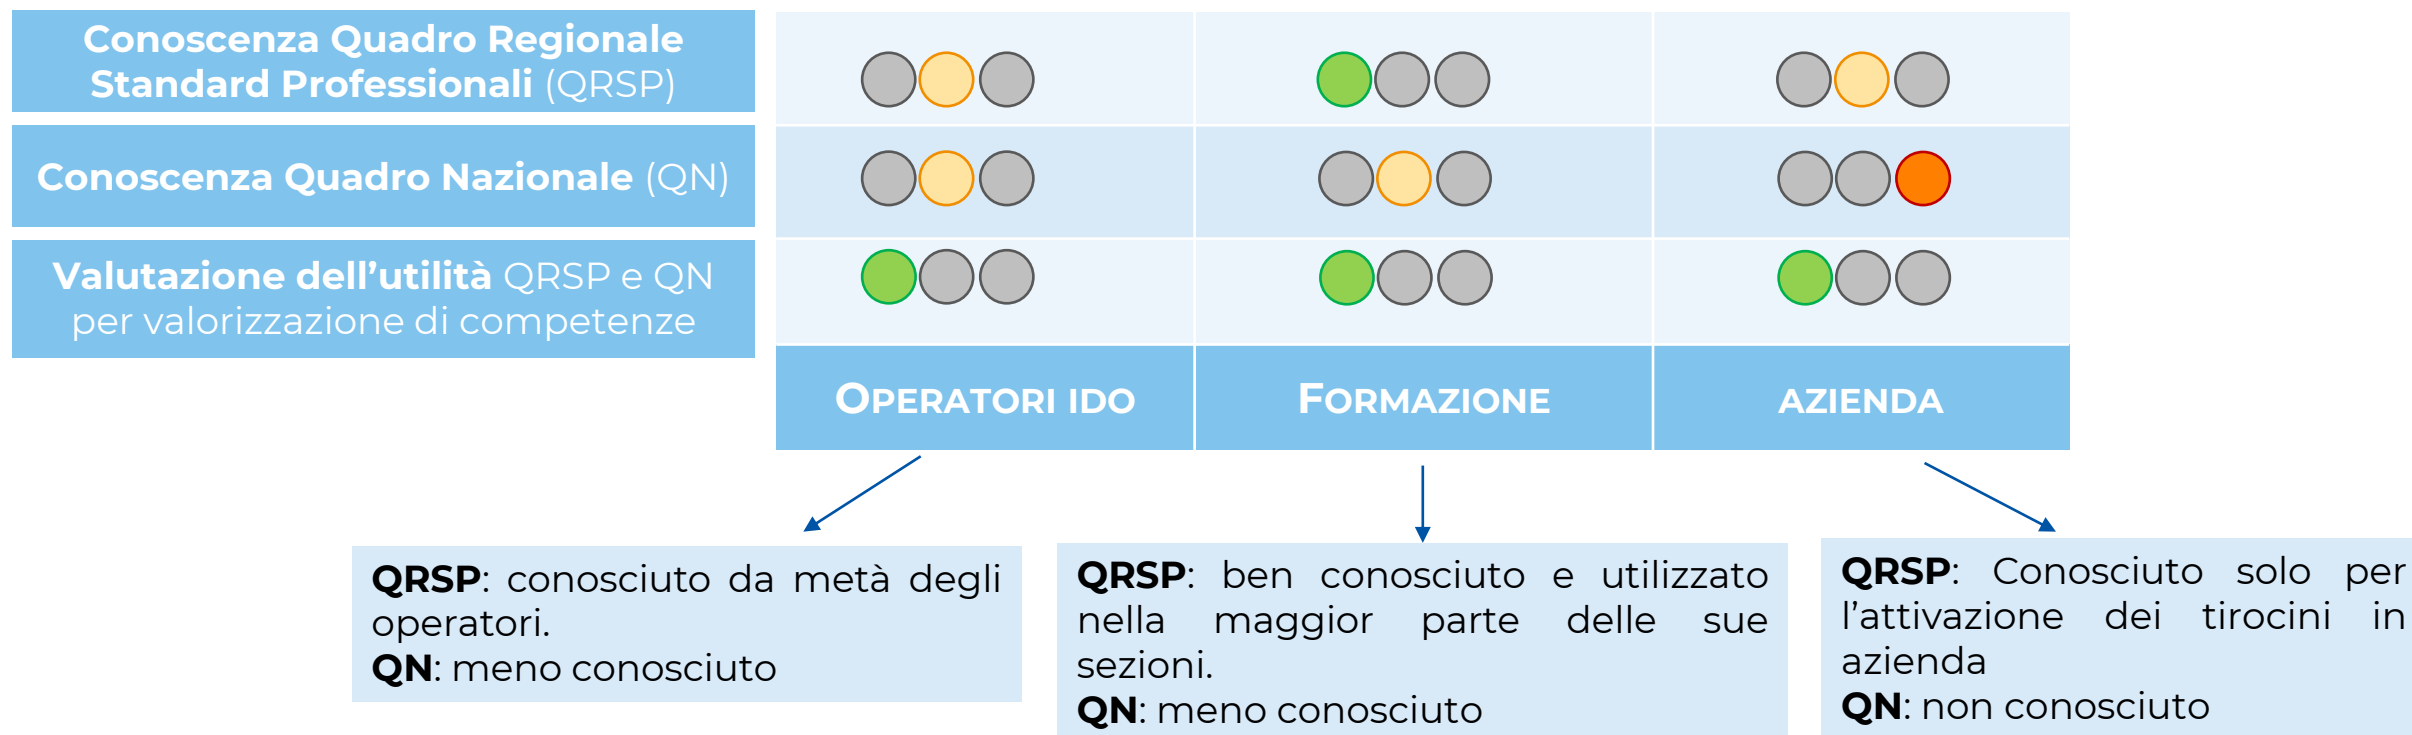 Conoscenza Quadro Regionale
Standard Professionali (QRSP)
Conoscenza Quadro Nazionale (QN)
Valutazione dell’utilità QRSP e QN
per valorizzazione di competenze
OPERATORI IDO
FORMAZIONE
AZIENDA
QRSP: conosciuto da metà degli
operatori.
QN: meno conosciuto
QRSP: ben conosciuto e utilizzato
nella maggior parte delle sue
sezioni.
QN: meno conosciuto
QRSP: Conosciuto solo per
l’attivazione dei tirocini in
azienda
QN: non conosciuto